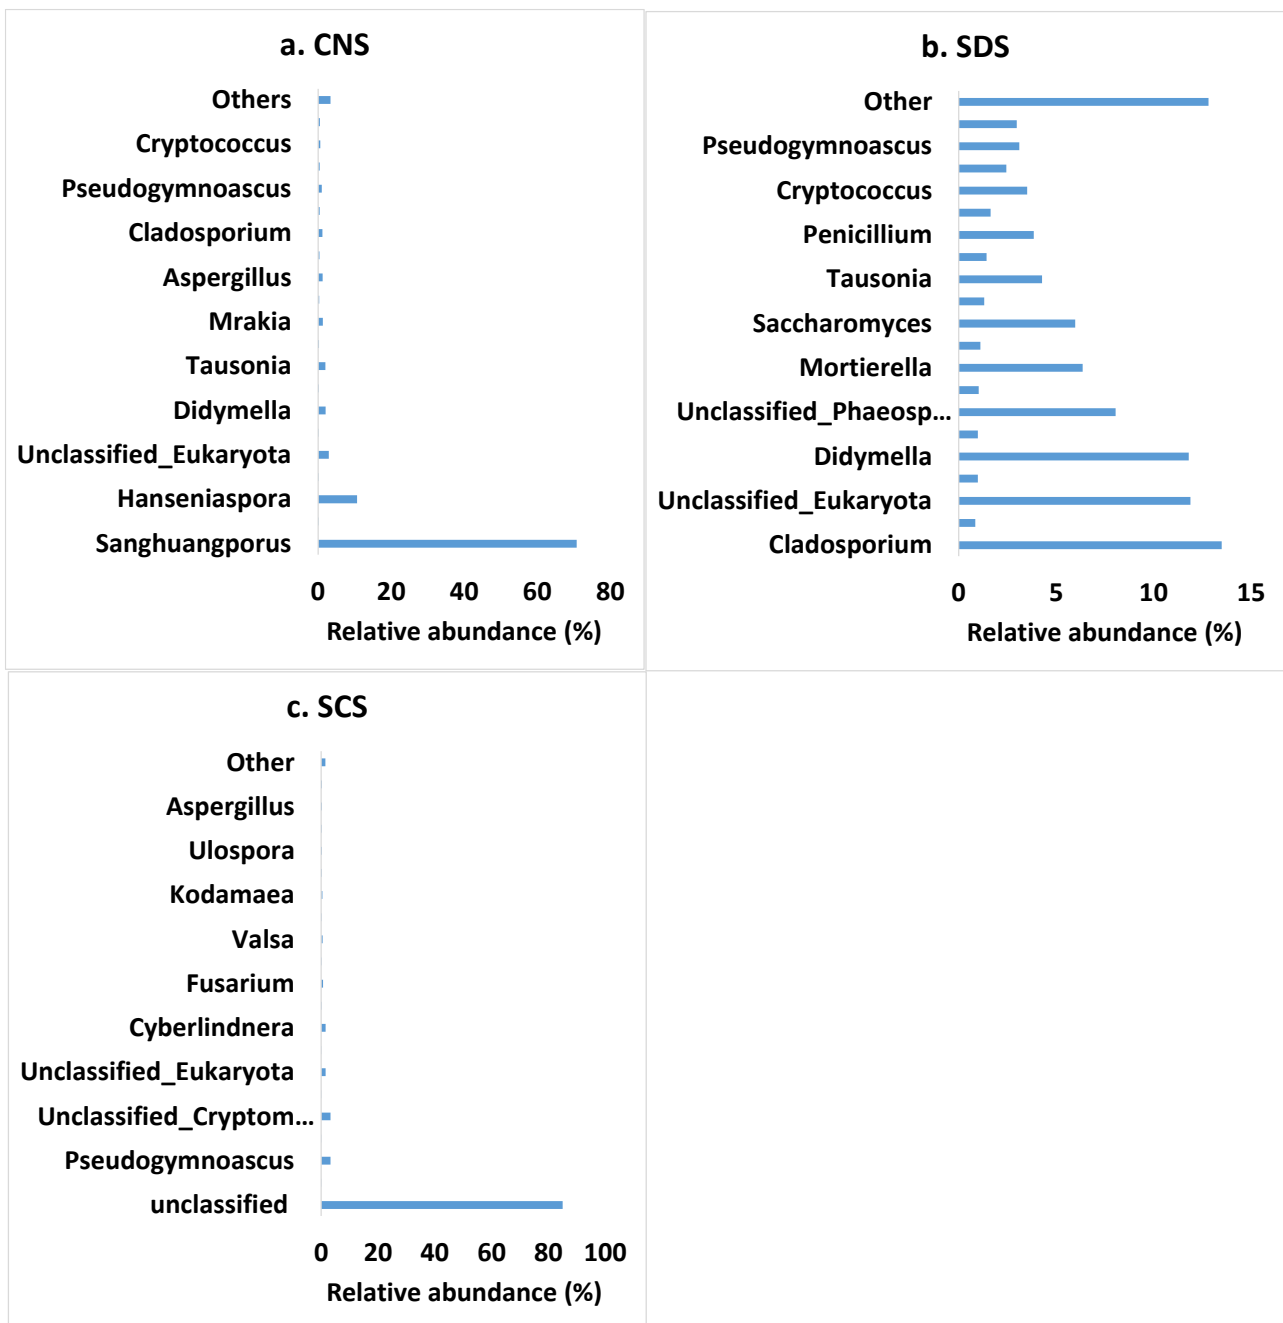 a. CNS
Others
Cryptococcus
Pseudogymnoascus
Cladosporium
Aspergillus
Mrakia
Tausonia
Didymella
Unclassified_Eukaryota
Hanseniaspora
Sanghuangporus
0 20 40 60 80
Relative abundance (%)
b. SDS
Other
Pseudogymnoascus
Cryptococcus
Penicillium
Tausonia
Saccharomyces
Mortierella
Unclassified_Phaeosp...
Didymella
Unclassified_Eukaryota
Cladosporium
0 5 10 15
Relative abundance (%)
c. SCS
Other
Aspergillus
Ulospora
Kodamaea
Valsa
Fusarium
Cyberlindnera
Unclassified_Eukaryota
Unclassified_Cryptom...
Pseudogymnoascus
unclassified
0 20 40 60 80 100
Relative abundance (%)